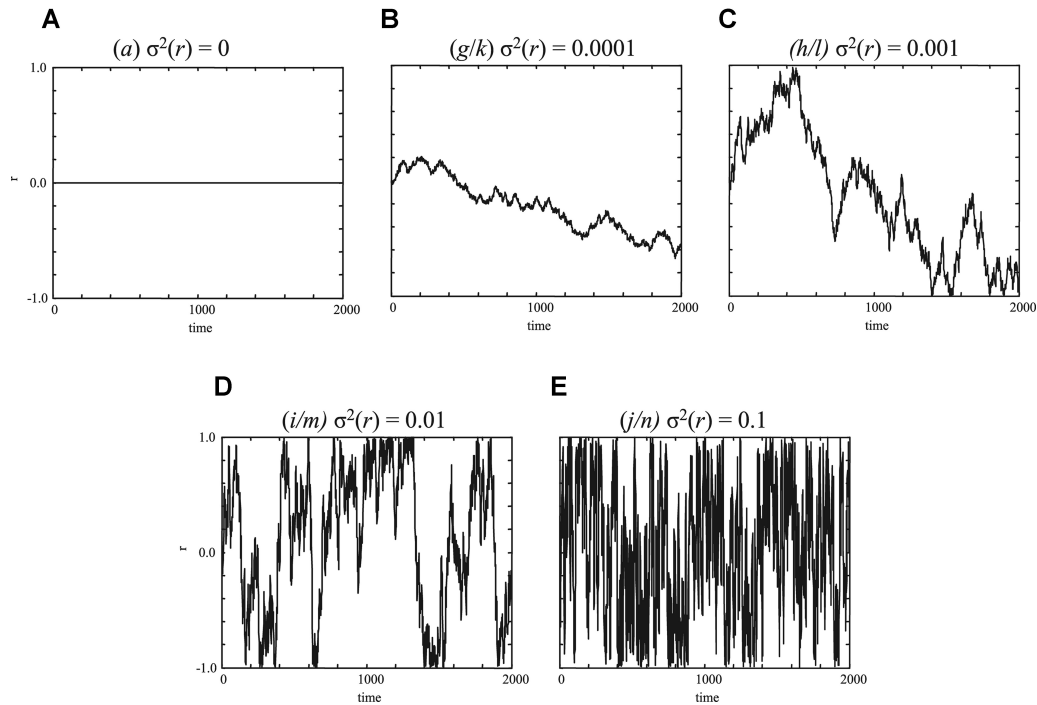 A
B
C
(a) σ²(r) = 0
(g/k) σ²(r) = 0.0001
(h/l) σ²(r) = 0.001
1.0
r
0.0
-1.0
0 1000 2000
0 1000 2000
0 1000 2000
time
time
time
D
E
(i/m) σ²(r) = 0.01
(j/n) σ²(r) = 0.1
1.0
r
0.0
-1.0
0 1000 2000
0 1000 2000
time
time